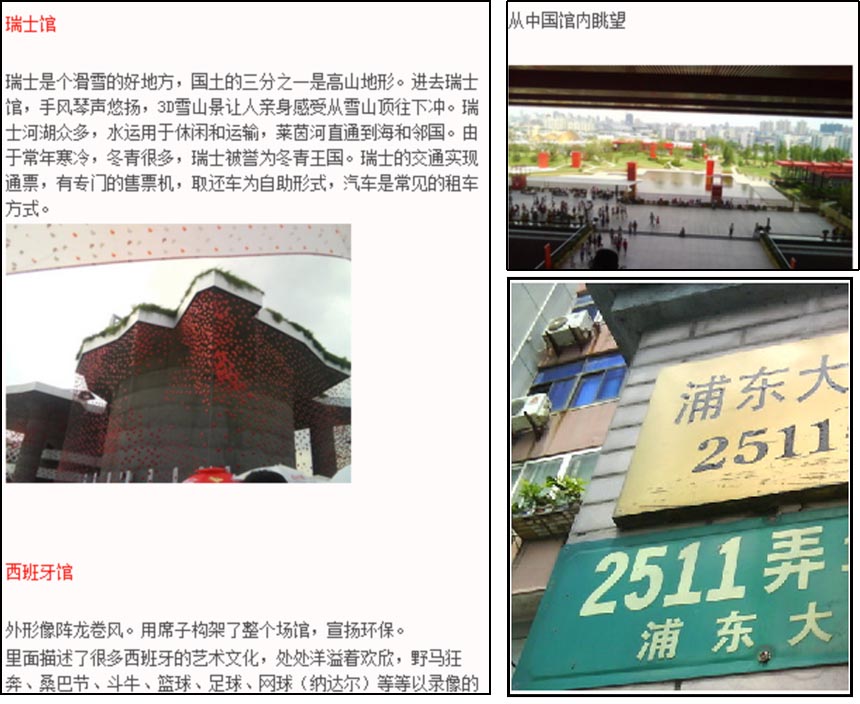 瑞士馆
瑞士是个滑雪的好地方，国土的三分之一是高山地形。进去瑞士
馆，手风琴声悠扬，3D雪山景让人亲身感受从雪山顶往下冲。瑞
士河湖众多，水运用于休闲和运输，莱茵河直通到海和邻国。由
于常年寒冷，冬青很多，瑞士被誉为冬青王国。瑞士的交通实现
通票，有专门的售票机，取还车为自助形式，汽车是常见的租车
方式。
西班牙馆
外形像阵龙卷风。用席子构架了整个场馆，宣扬环保。
里面描述了很多西班牙的艺术文化，处处洋溢着欢欣，野马狂
奔、桑巴节、斗牛、篮球、足球、网球（纳达尔）等等以录像的
从中国馆内眺望
浦东大
2511
2511弄
浦东大